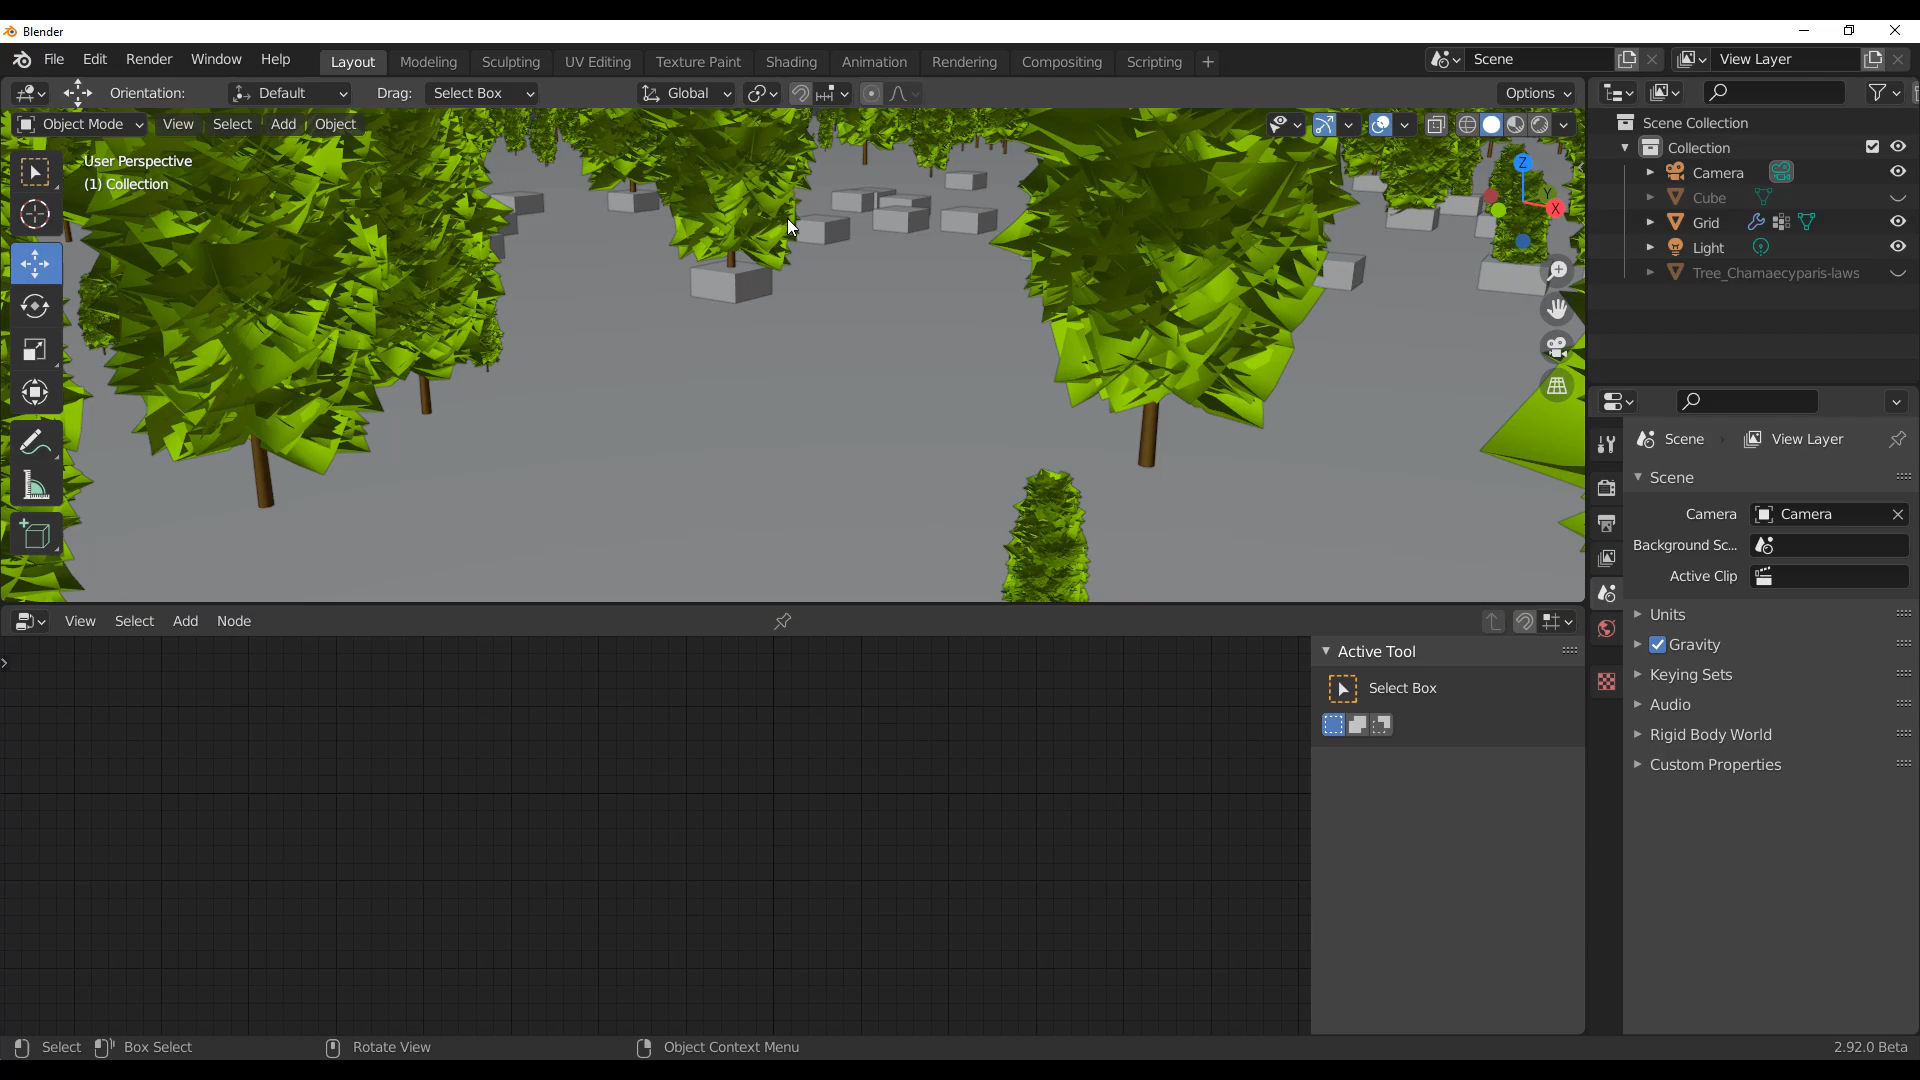 Blender
File Edit Render Window Help Layout Modeling Sculpting UV Editing Texture Paint Shading Animation Rendering Compositing Scripting + Scene View Layer
Orientation: Default Drag: Select Box Global Options
Object Mode View Select Add Object
User Perspective
(1) Collection
Z
Y
X
Scene Collection
Collection
Camera
Cube
Grid
Light
Tree_Chamaecyparis-laws
Scene View Layer
Scene
Camera Camera
Background Sc...
Active Clip
Units
Gravity
Keying Sets
Audio
Rigid Body World
Custom Properties
View Select Add Node
Active Tool
Select Box
Select Box Select Rotate View Object Context Menu 2.92.0 Beta